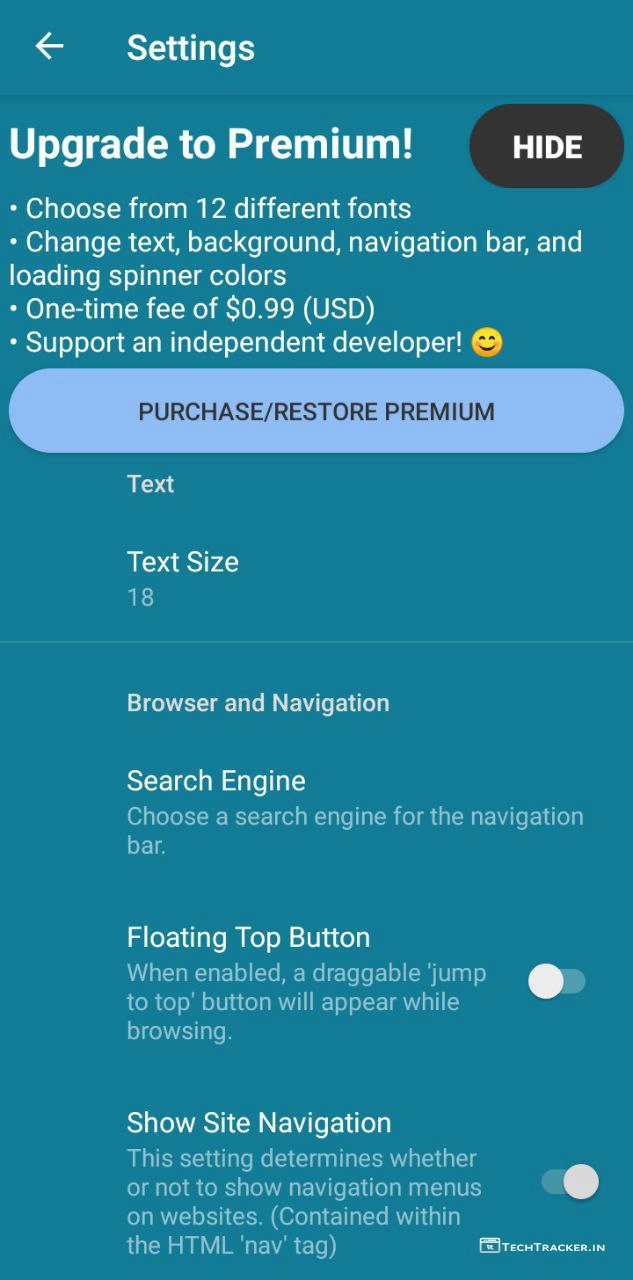 Settings
Upgrade to Premium!
HIDE
• Choose from 12 different fonts
• Change text, background, navigation bar, and
loading spinner colors
• One-time fee of $0.99 (USD)
• Support an independent developer! 😊
PURCHASE/RESTORE PREMIUM
Text
Text Size
18
Browser and Navigation
Search Engine
Choose a search engine for the navigation
bar.
Floating Top Button
When enabled, a draggable 'jump
to top' button will appear while
browsing.
Show Site Navigation
This setting determines whether
or not to show navigation menus
on websites. (Contained within
the HTML 'nav' tag)
TECHTRACKER.IN